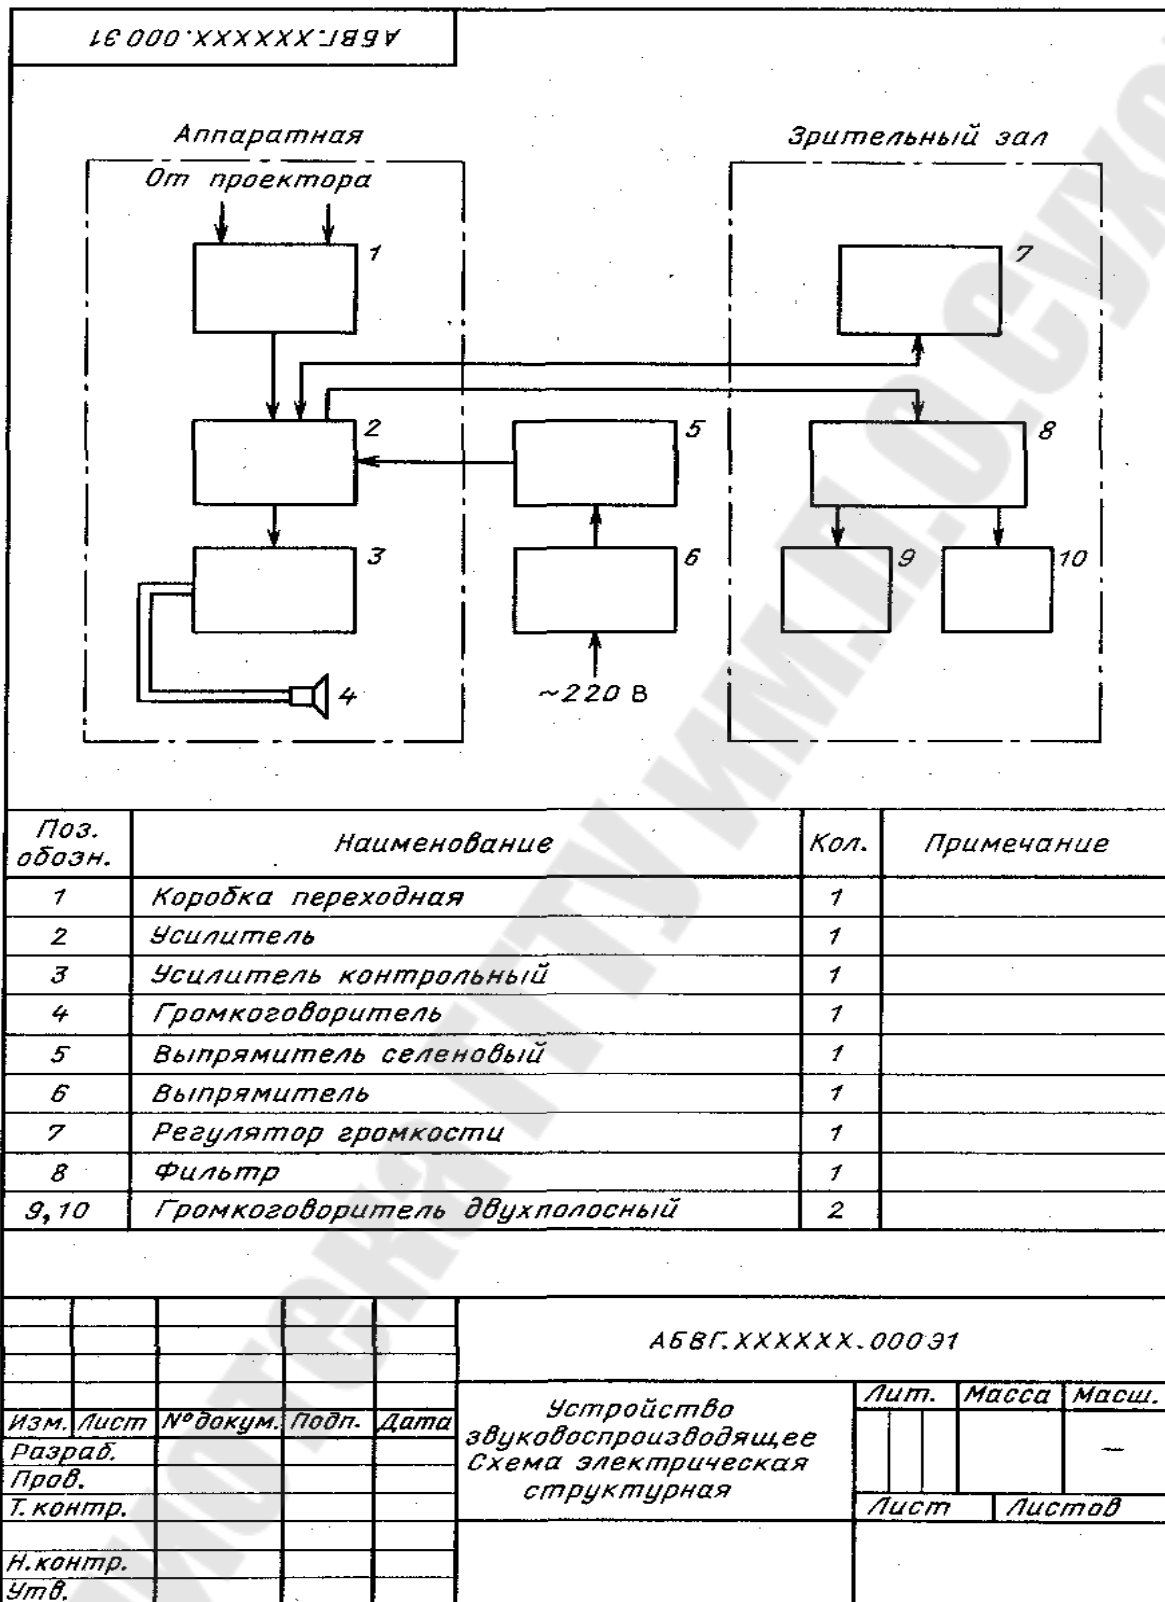 АБВГ.XXXXXX.000 Э1
Аппаратная
Зрительный зал
От проектора
1
7
2
5
8
3
6
9
10
4
~220 В
Поз. обозн.	Наименование	Кол.	Примечание
1	Коробка переходная	1
2	Усилитель	1
3	Усилитель контрольный	1
4	Громкоговоритель	1
5	Выпрямитель селеновый	1
6	Выпрямитель	1
7	Регулятор громкости	1
8	Фильтр	1
9,10	Громкоговоритель двухполосный	2
АБВГ.XXXXXX.000Э1
Изм. Лист № докум. Подп. Дата
Разраб.
Пров.
Т. контр.
Н. контр.
Утв.
Устройство
звуковоспроизводящее
Схема электрическая
структурная
Лит. Масса Масш.
—
Лист Листов